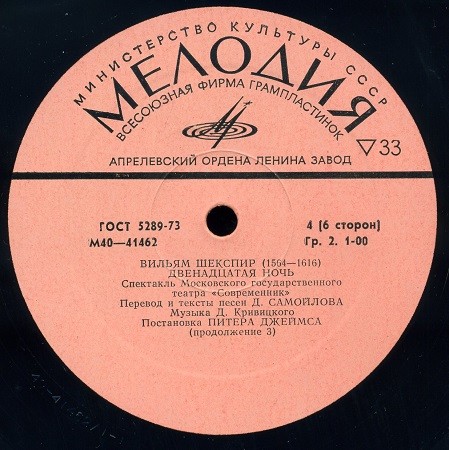 МИНИСТЕРСТВО КУЛЬТУРЫ СССР
МЕЛОДИЯ
ВСЕСОЮЗНАЯ ФИРМА ГРАМПЛАСТИНОК
▽33
АПРЕЛЕВСКИЙ ОРДЕНА ЛЕНИНА ЗАВОД
ГОСТ 5289-73
4 (6 сторон)
М40—41462
Гр. 2. 1-00
ВИЛЬЯМ ШЕКСПИР (1564—1616)
ДВЕНАДЦАТАЯ НОЧЬ
Спектакль Московского государственного
театра «Современник»
Перевод и тексты песен Д. САМОЙЛОВА
Музыка Д. Кривицкого
Постановка ПИТЕРА ДЖЕЙМСА
(продолжение 3)